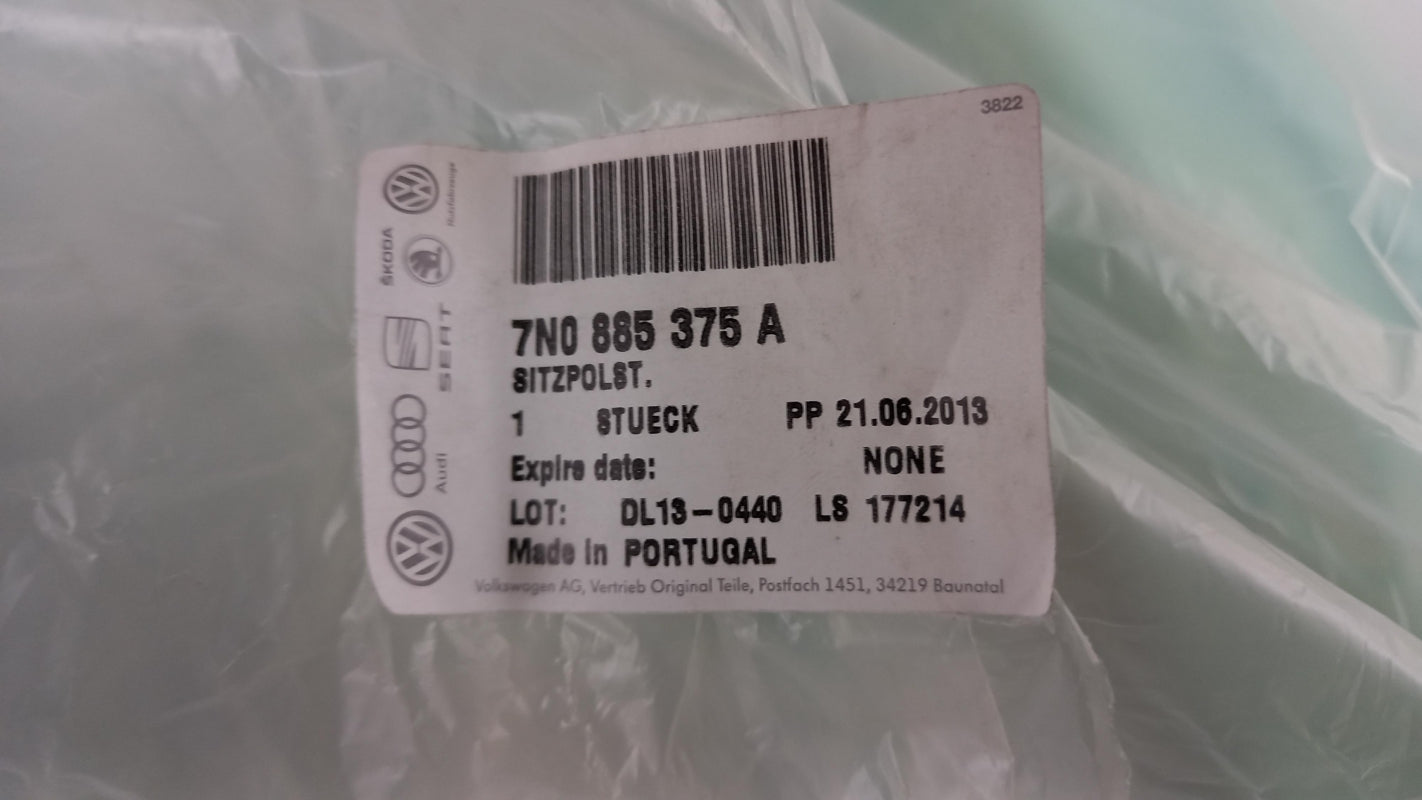 3822
Nutzfahrzeuge
ŠKODA
SEAT
Audi
7N0 885 375 A
SITZPOLST.
1 STUECK PP 21.06.2013
Expire date: NONE
LOT: DL13-0440 LS 177214
Made in PORTUGAL
Volkswagen AG, Vertrieb Original Teile, Postfach 1451, 34219 Baunatal